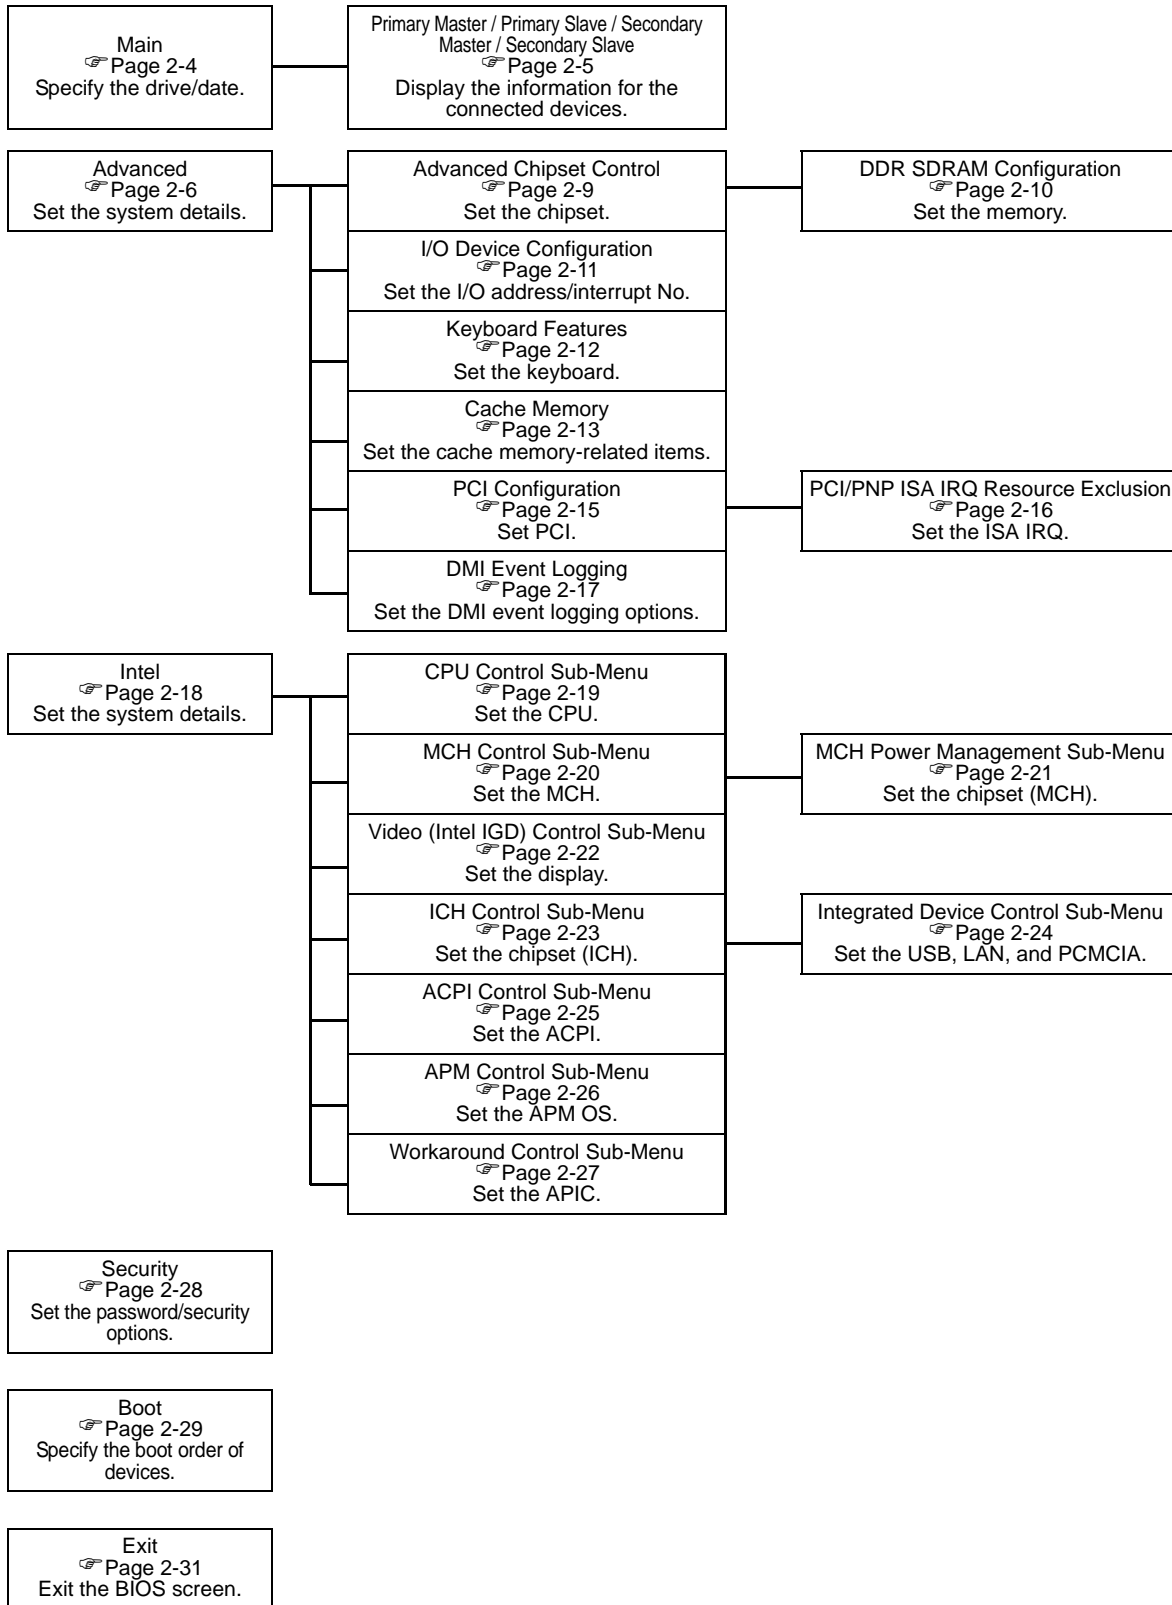 Main
☞ Page 2-4
Specify the drive/date.
Primary Master / Primary Slave / Secondary
Master / Secondary Slave
☞ Page 2-5
Display the information for the
connected devices.
Advanced
☞ Page 2-6
Set the system details.
Advanced Chipset Control
☞ Page 2-9
Set the chipset.
DDR SDRAM Configuration
☞ Page 2-10
Set the memory.
I/O Device Configuration
☞ Page 2-11
Set the I/O address/interrupt No.
Keyboard Features
☞ Page 2-12
Set the keyboard.
Cache Memory
☞ Page 2-13
Set the cache memory-related items.
PCI Configuration
☞ Page 2-15
Set PCI.
PCI/PNP ISA IRQ Resource Exclusion
☞ Page 2-16
Set the ISA IRQ.
DMI Event Logging
☞ Page 2-17
Set the DMI event logging options.
Intel
☞ Page 2-18
Set the system details.
CPU Control Sub-Menu
☞ Page 2-19
Set the CPU.
MCH Control Sub-Menu
☞ Page 2-20
Set the MCH.
MCH Power Management Sub-Menu
☞ Page 2-21
Set the chipset (MCH).
Video (Intel IGD) Control Sub-Menu
☞ Page 2-22
Set the display.
ICH Control Sub-Menu
☞ Page 2-23
Set the chipset (ICH).
Integrated Device Control Sub-Menu
☞ Page 2-24
Set the USB, LAN, and PCMCIA.
ACPI Control Sub-Menu
☞ Page 2-25
Set the ACPI.
APM Control Sub-Menu
☞ Page 2-26
Set the APM OS.
Workaround Control Sub-Menu
☞ Page 2-27
Set the APIC.
Security
☞ Page 2-28
Set the password/security
options.
Boot
☞ Page 2-29
Specify the boot order of
devices.
Exit
☞ Page 2-31
Exit the BIOS screen.